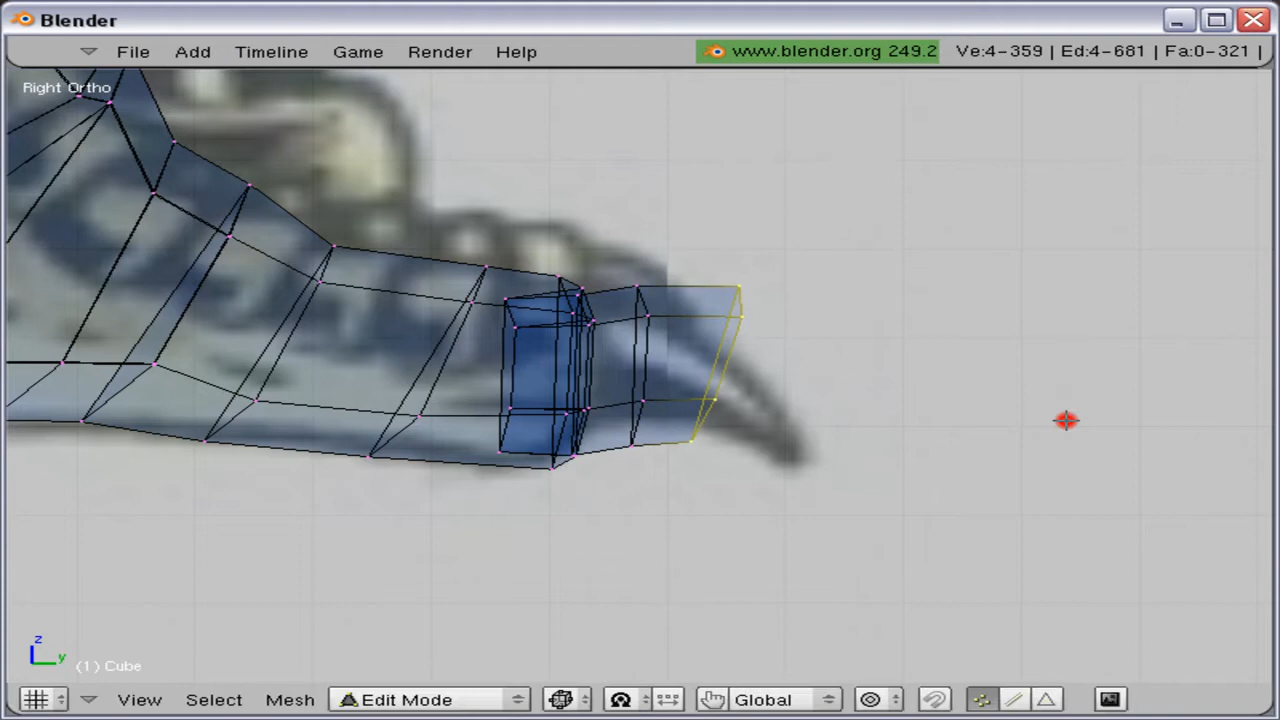 Blender
File Add Timeline Game Render Help www.blender.org 249.2 Ve:4-359 | Ed:4-681 | Fa:0-321 |
Right Ortho
z
y
(1) Cube
View Select Mesh Edit Mode Global